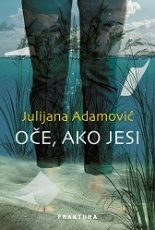 Julijana Adamović
OČE, AKO JESI
FRAKTURA